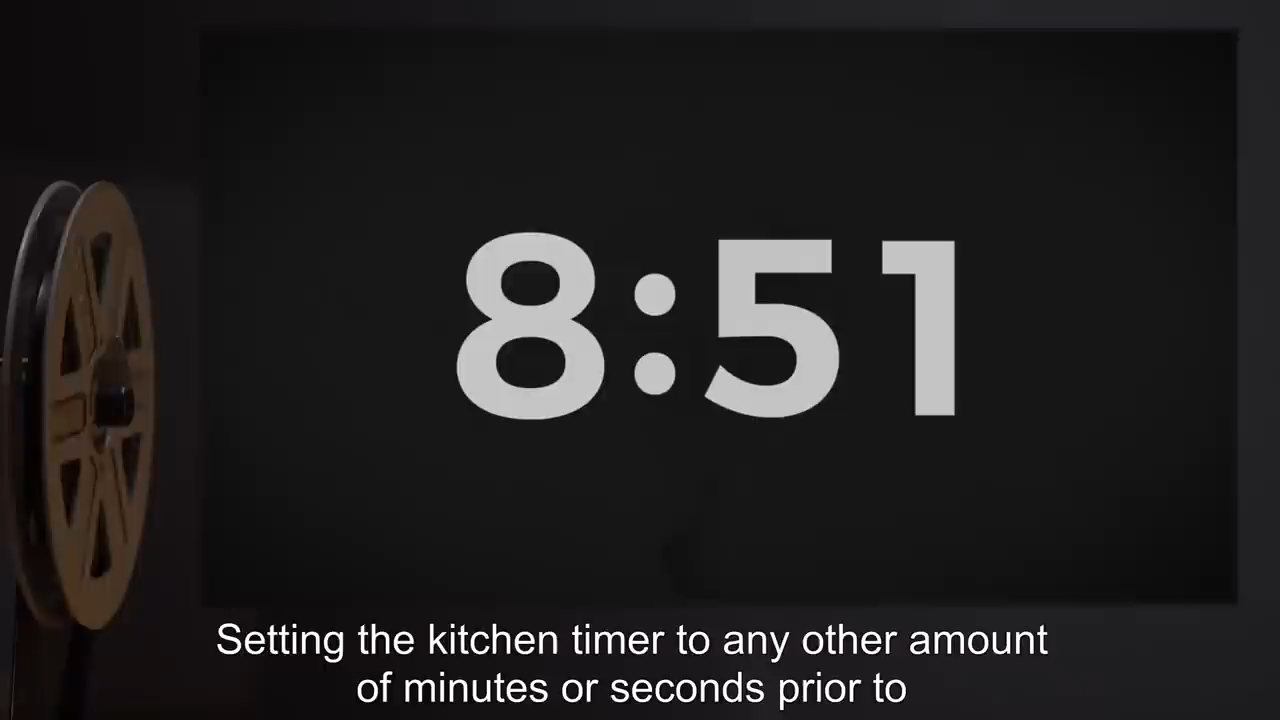 8:51
Setting the kitchen timer to any other amount
of minutes or seconds prior to